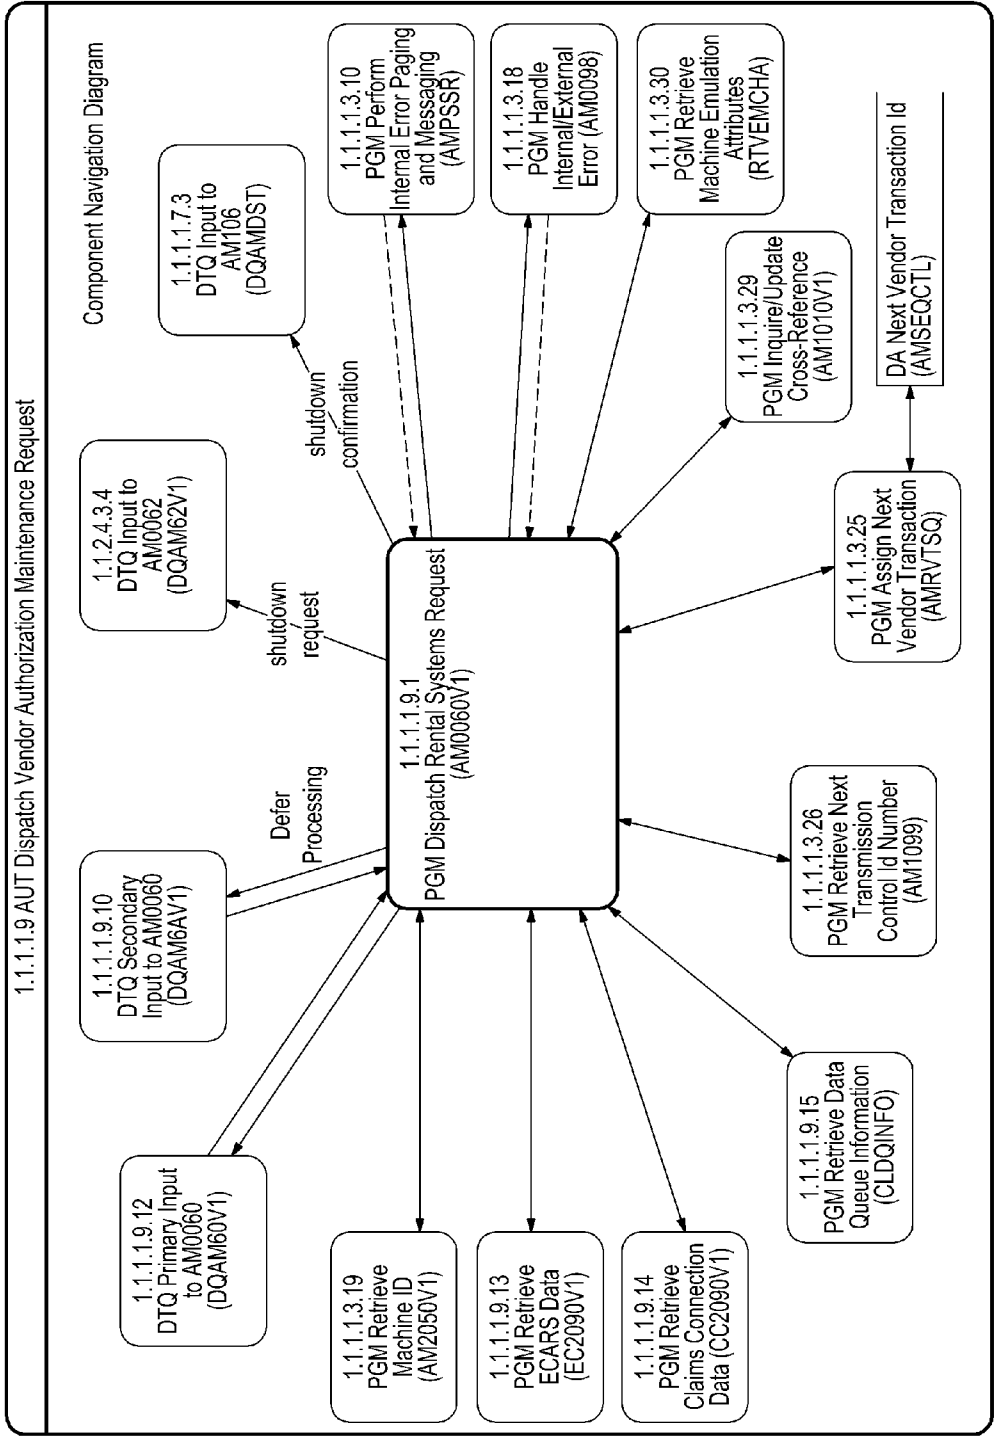 1.1.1.1.9 AUT Dispatch Vendor Authorization Maintenance Request
Component Navigation Diagram
1.1.1.1.9.12
DTQ Primary Input
to AM0060
(DQAM60V1)
1.1.1.1.9.10
DTQ Secondary
Input to AM0060
(DQAM6AV1)
1.1.2.4.3.4
DTQ Input to
AM0062
(DQAM62V1)
1.1.1.1.7.3
DTQ Input to
AM106
(DQAMDST)
Defer
Processing
shutdown
request
shutdown
confirmation
1.1.1.1.3.19
PGM Retrieve
Machine ID
(AM2050V1)
1.1.1.1.9.13
PGM Retrieve
ECARS Data
(EC2090V1)
1.1.1.1.9.14
PGM Retrieve
Claims Connection
Data (CC2090V1)
1.1.1.1.9.1
PGM Dispatch Rental Systems Request
(AM0060V1)
1.1.1.1.3.10
PGM Perform
Internal Error Paging
and Messaging
(AMPSSR)
1.1.1.1.3.18
PGM Handle
Internal/External
Error (AM0098)
1.1.1.1.3.30
PGM Retrieve
Machine Emulation
Attributes
(RTVEMCHA)
1.1.1.1.9.15
PGM Retrieve Data
Queue Information
(CLDQINFO)
1.1.1.1.3.26
PGM Retrieve Next
Transmission
Control Id Number
(AM1099)
1.1.1.1.3.25
PGM Assign Next
Vendor Transaction
(AMRVTSQ)
1.1.1.1.3.29
PGM Inquire/Update
Cross-Reference
(AM1010V1)
DA Next Vendor Transaction Id
(AMSEQCTL)